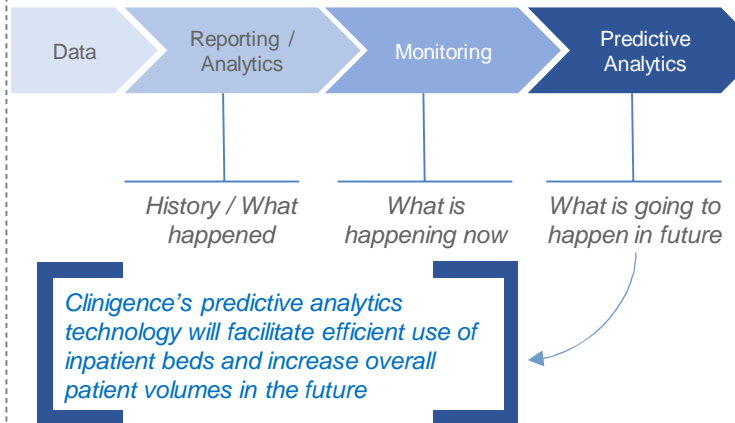 Data
Reporting /
Analytics
Monitoring
Predictive
Analytics
History / What
happened
What is
happening now
What is going to
happen in future
Clinigence’s predictive analytics
technology will facilitate efficient use of
inpatient beds and increase overall
patient volumes in the future